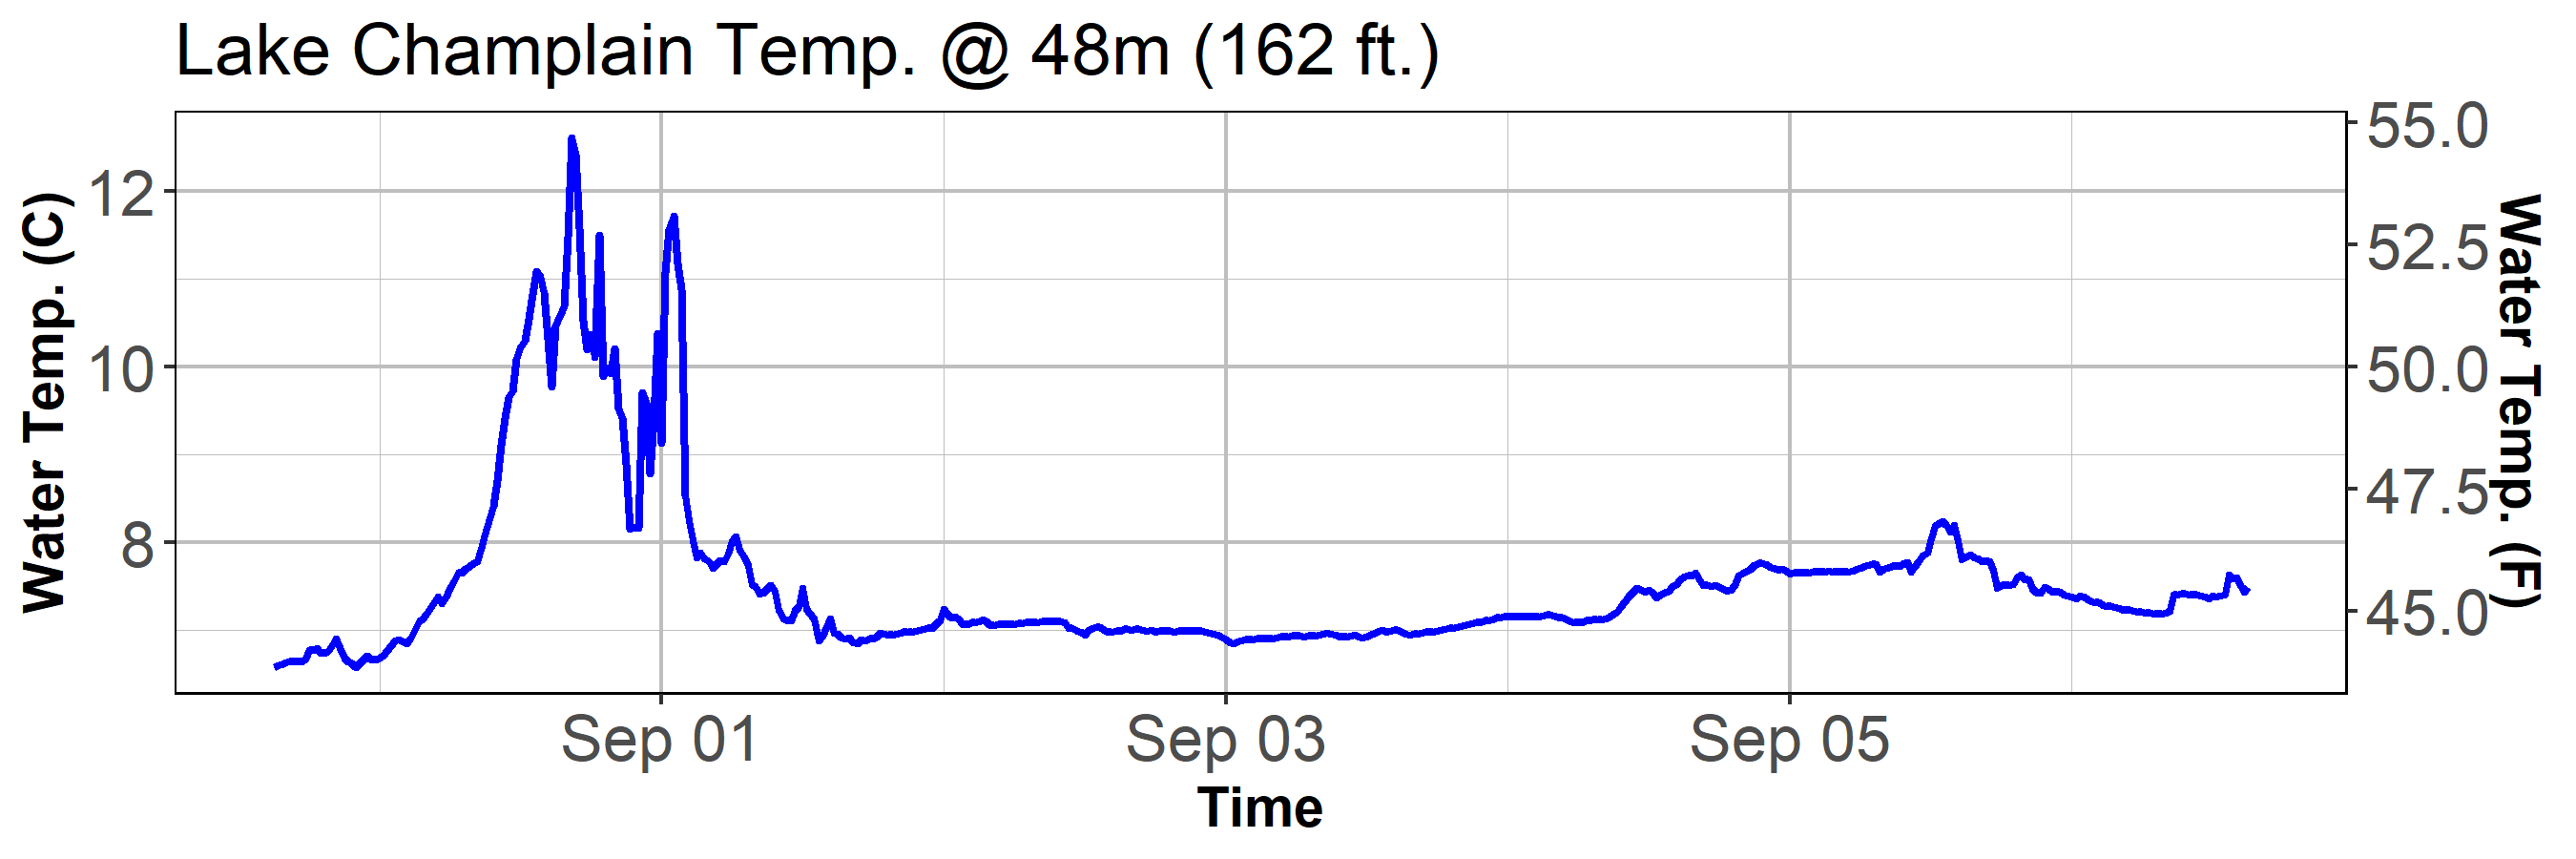 Lake Champlain Temp. @ 48m (162 ft.)
Water Temp. (C)
12
10
8
55.0
52.5
50.0
47.5
45.0
Water Temp. (F)
Sep 01
Sep 03
Sep 05
Time